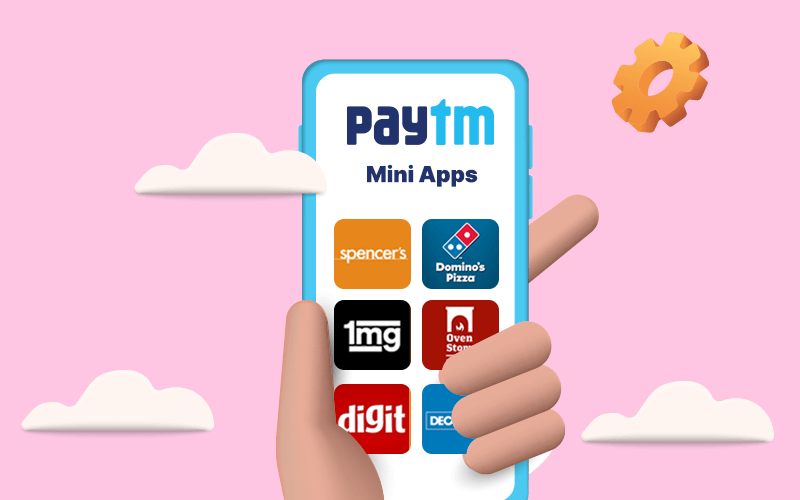 paytm
Mini Apps
spencer's
Domino's
Pizza
1mg
Oven
digit